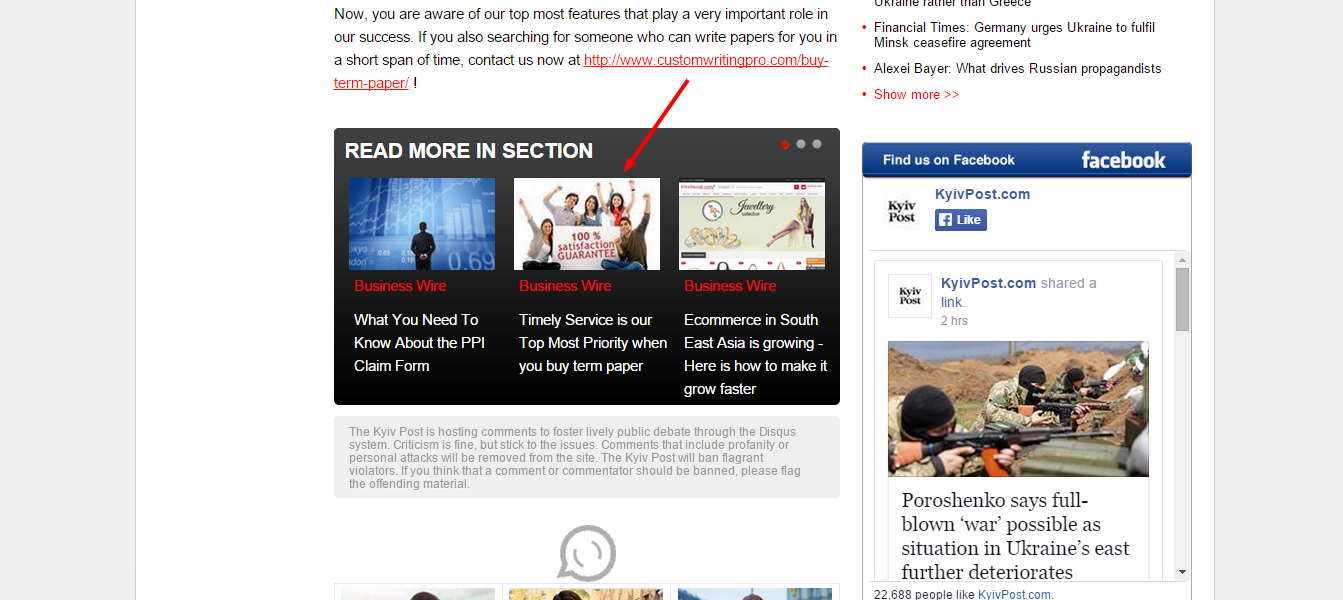 Now, you are aware of our top most features that play a very important role in
our success. If you also searching for someone who can write papers for you in
a short span of time, contact us now at http://www.customwritingpro.com/buy-
term-paper/ !
READ MORE IN SECTION
100 %
satisfaction
GUARANTEE
Jewellery
collection
0.69
Business Wire
What You Need To
Know About the PPI
Claim Form
Business Wire
Timely Service is our
Top Most Priority when
you buy term paper
Business Wire
Ecommerce in South
East Asia is growing -
Here is how to make it
grow faster
The Kyiv Post is hosting comments to foster lively public debate through the Disqus
system. Criticism is fine, but stick to the issues. Comments that include profanity or
personal attacks will be removed from the site. The Kyiv Post will ban flagrant
violators. If you think that a comment or commentator should be banned, please flag
the offending material.
Ukraine rather than Greece
• Financial Times: Germany urges Ukraine to fulfil
Minsk ceasefire agreement
• Alexei Bayer: What drives Russian propagandists
• Show more >>
Find us on Facebook
facebook
Kyiv
Post
KyivPost.com
Like
Kyiv
Post
KyivPost.com shared a
link.
2 hrs
Poroshenko says full-
blown ‘war’ possible as
situation in Ukraine’s east
further deteriorates
22,688 people like KyivPost.com.